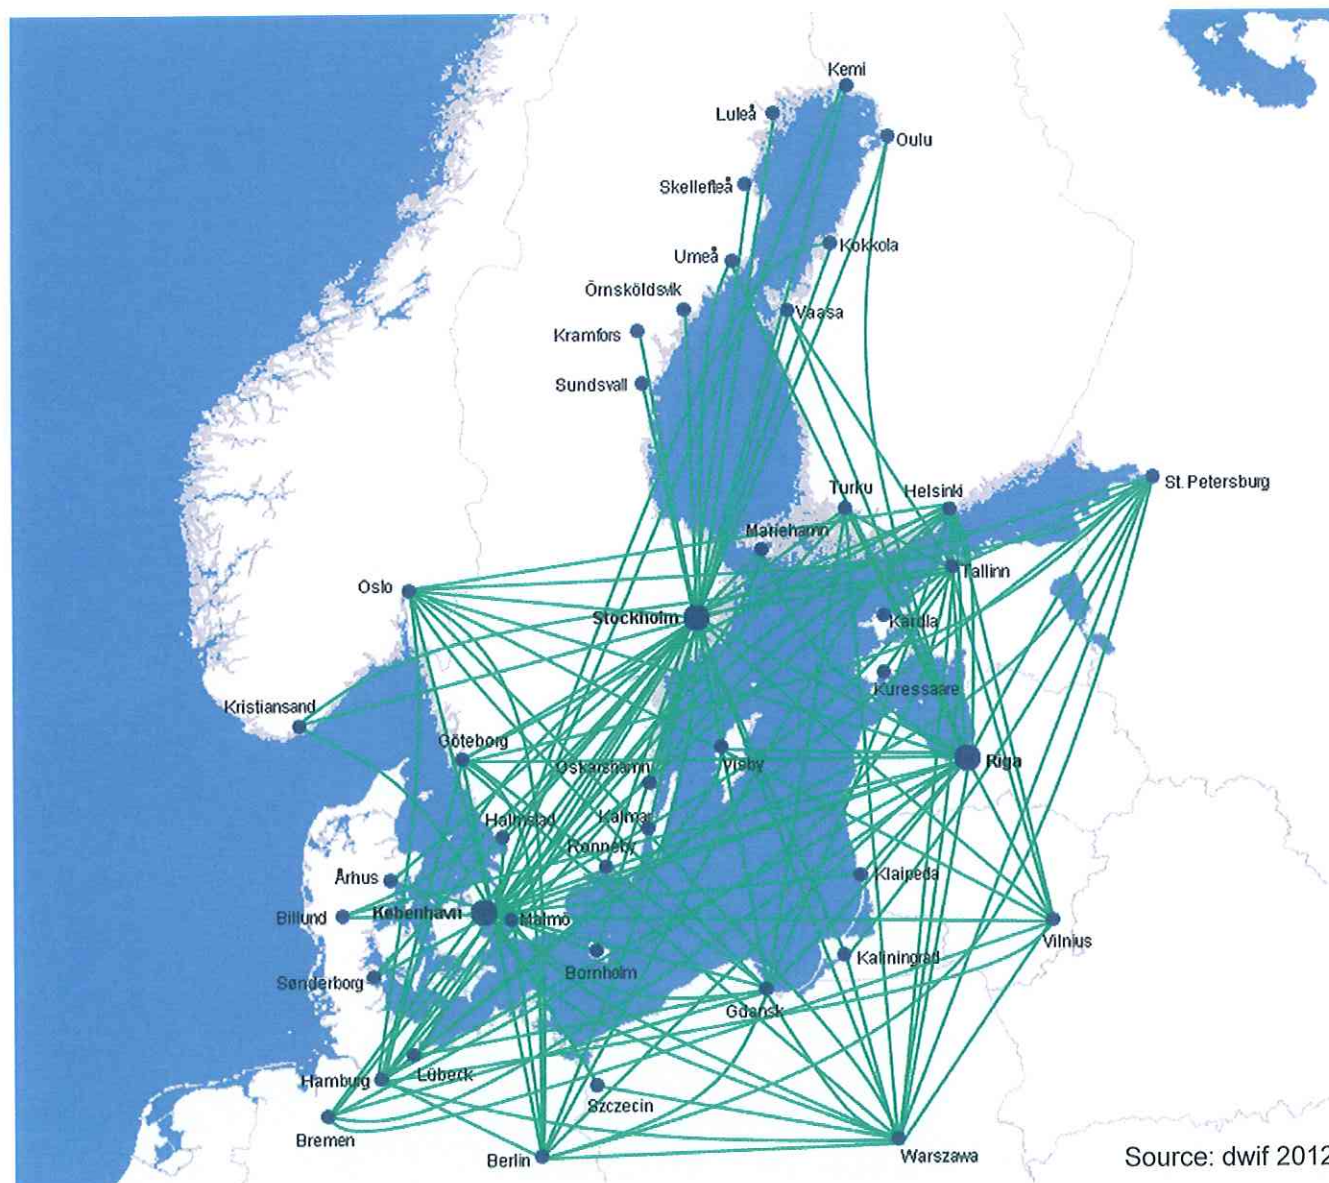 Kemi
Luleå
Oulu
Skellefteå
Kokkola
Umeå
Örnsköldsvik
Vaasa
Kramfors
Sundsvall
St. Petersburg
Turku
Helsinki
Mariehamn
Tallinn
Oslo
Stockholm
Kärdla
Kuressaare
Kristiansand
Göteborg
Riga
Visby
Oskarshamn
Halmstad
Kalmar
Ronneby
Århus
Klaipeda
Billund
København
Malmö
Vilnius
Kaliningrad
Bornholm
Sønderborg
Gdansk
Lübeck
Hamburg
Szczecin
Bremen
Berlin
Warszawa
Source: dwif 2012